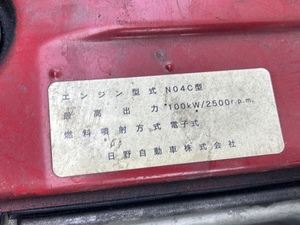 エンジン型式 N04C型
最高出力 100kW/2500r.p.m.
燃料噴射方式 電子式
日野自動車株式会社